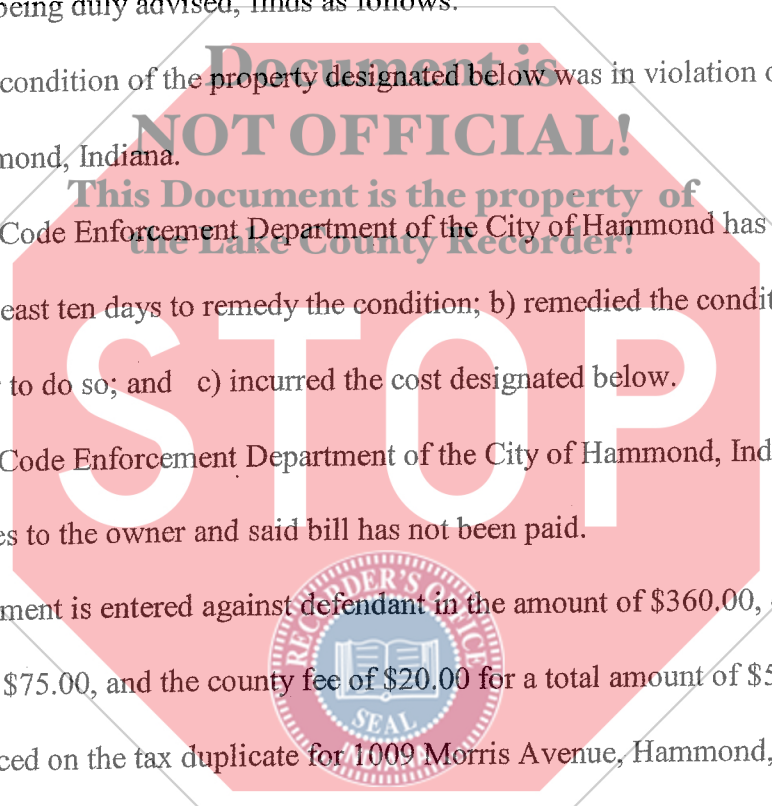 being duly advised, finds as follows.
Document is
condition of the property designated below was in violation
NOT OFFICIAL!
mond, Indiana.
This Document is the property of
Code Enforcement Department of the City of Hammond has
the Lake County Recorder!
east ten days to remedy the condition; b) remedied the condit
STOP
to do so; and c) incurred the cost designated below.
Code Enforcement Department of the City of Hammond, Ind
es to the owner and said bill has not been paid.
RECORDER'S OFFICE
ment is entered against defendant in the amount of $360.00,
$75.00, and the county fee of $20.00 for a total amount of $5
SEAL
ced on the tax duplicate for 1009 Morris Avenue, Hammond,